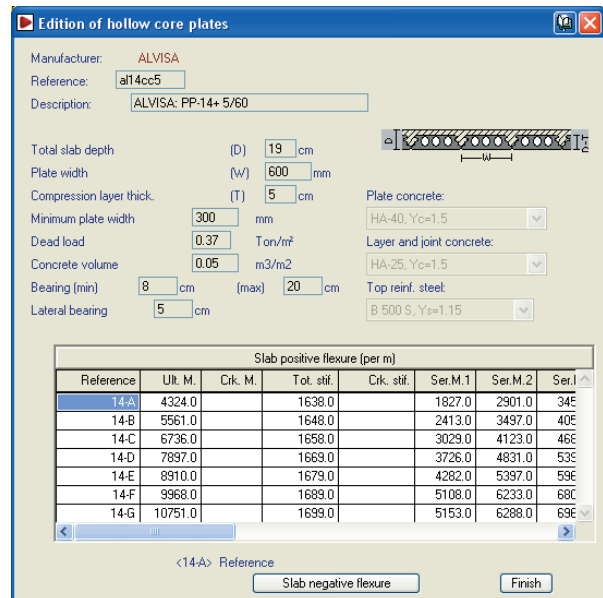 Edition of hollow core plates
Manufacturer: ALVISA
Reference: al14cc5
Description: ALVISA: PP-14+ 5/60
Total slab depth (D) 19 cm
Plate width (W) 600 mm
Compression layer thick. (T) 5 cm
Minimum plate width 300 mm
Dead load 0.37 Ton/m²
Concrete volume 0.05 m3/m2
Bearing (min) 8 cm (max) 20 cm
Lateral bearing 5 cm
D W T
Plate concrete:
HA-40, Yc=1.5
Layer and joint concrete:
HA-25, Yc=1.5
Top reinf. steel:
B 500 S, Ys=1.15
Slab positive flexure (per m)
Reference Ult. M. Crk. M. Tot. stif. Crk. stif. Ser.M.1 Ser.M.2 Ser.
14-A 4324.0 1638.0 1827.0 2901.0 345
14-B 5561.0 1648.0 2413.0 3497.0 405
14-C 6736.0 1658.0 3029.0 4123.0 468
14-D 7897.0 1669.0 3726.0 4831.0 539
14-E 8910.0 1679.0 4282.0 5397.0 596
14-F 9968.0 1689.0 5108.0 6233.0 680
14-G 10751.0 1699.0 5153.0 6288.0 696
<14-A> Reference
Slab negative flexure Finish